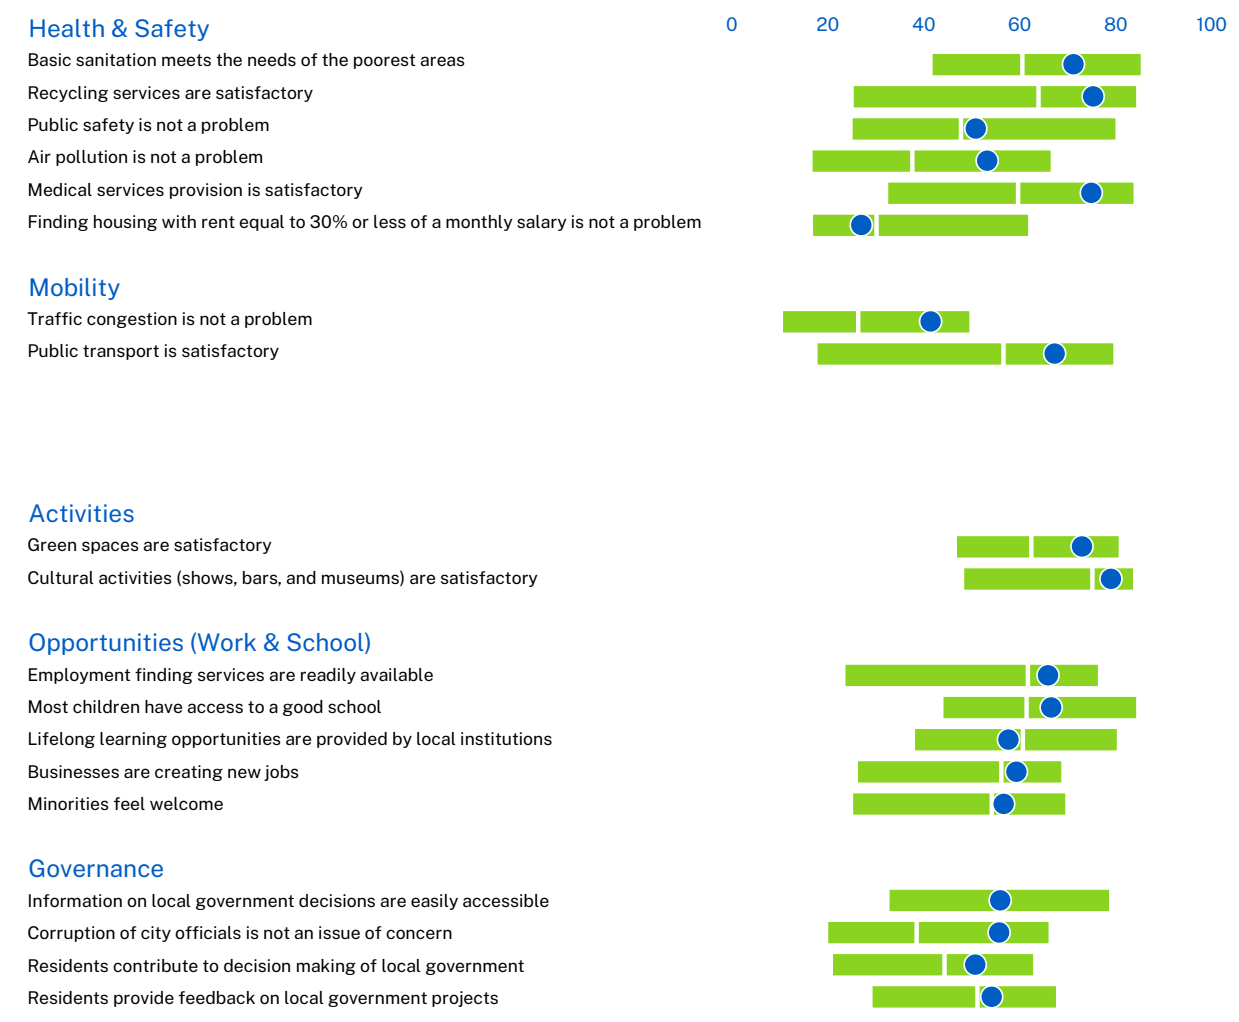 Health & Safety
0 20 40 60 80 100
Basic sanitation meets the needs of the poorest areas
Recycling services are satisfactory
Public safety is not a problem
Air pollution is not a problem
Medical services provision is satisfactory
Finding housing with rent equal to 30% or less of a monthly salary is not a problem
Mobility
Traffic congestion is not a problem
Public transport is satisfactory
Activities
Green spaces are satisfactory
Cultural activities (shows, bars, and museums) are satisfactory
Opportunities (Work & School)
Employment finding services are readily available
Most children have access to a good school
Lifelong learning opportunities are provided by local institutions
Businesses are creating new jobs
Minorities feel welcome
Governance
Information on local government decisions are easily accessible
Corruption of city officials is not an issue of concern
Residents contribute to decision making of local government
Residents provide feedback on local government projects